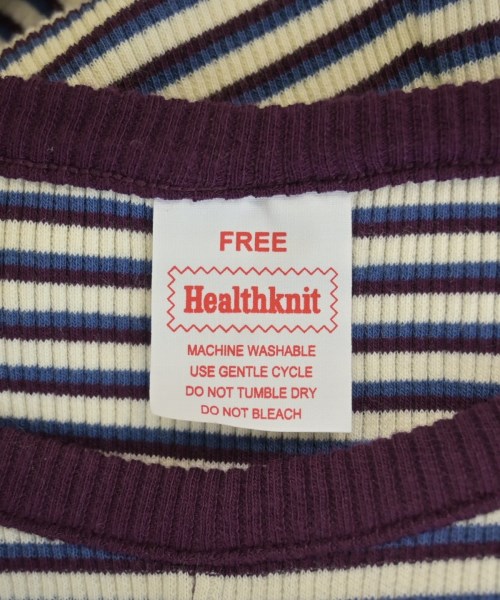 FREE
Healthknit
MACHINE WASHABLE
USE GENTLE CYCLE
DO NOT TUMBLE DRY
DO NOT BLEACH